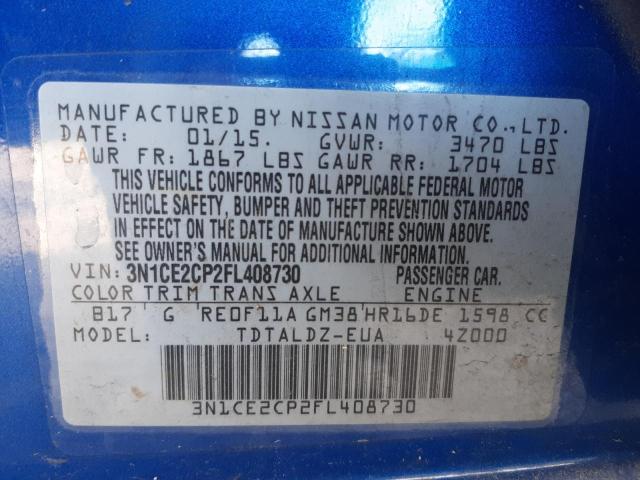 MANUFACTURED BY NISSAN MOTOR CO., LTD.
DATE: 01/15. GVWR: 3470 LBS
GAWR FR: 1867 LBS GAWR RR: 1704 LBS
THIS VEHICLE CONFORMS TO ALL APPLICABLE FEDERAL MOTOR
VEHICLE SAFETY, BUMPER AND THEFT PREVENTION STANDARDS
IN EFFECT ON THE DATE OF MANUFACTURE SHOWN ABOVE.
SEE OWNER'S MANUAL FOR ADDITIONAL INFORMATION.
VIN: 3N1CE2CP2FL408730 PASSENGER CAR.
COLOR TRIM TRANS AXLE ENGINE
B17 G RE0F11A GM38 HR16DE 1598 CC
MODEL: TDTALDZ-EUA 4Z000
3N1CE2CP2FL408730